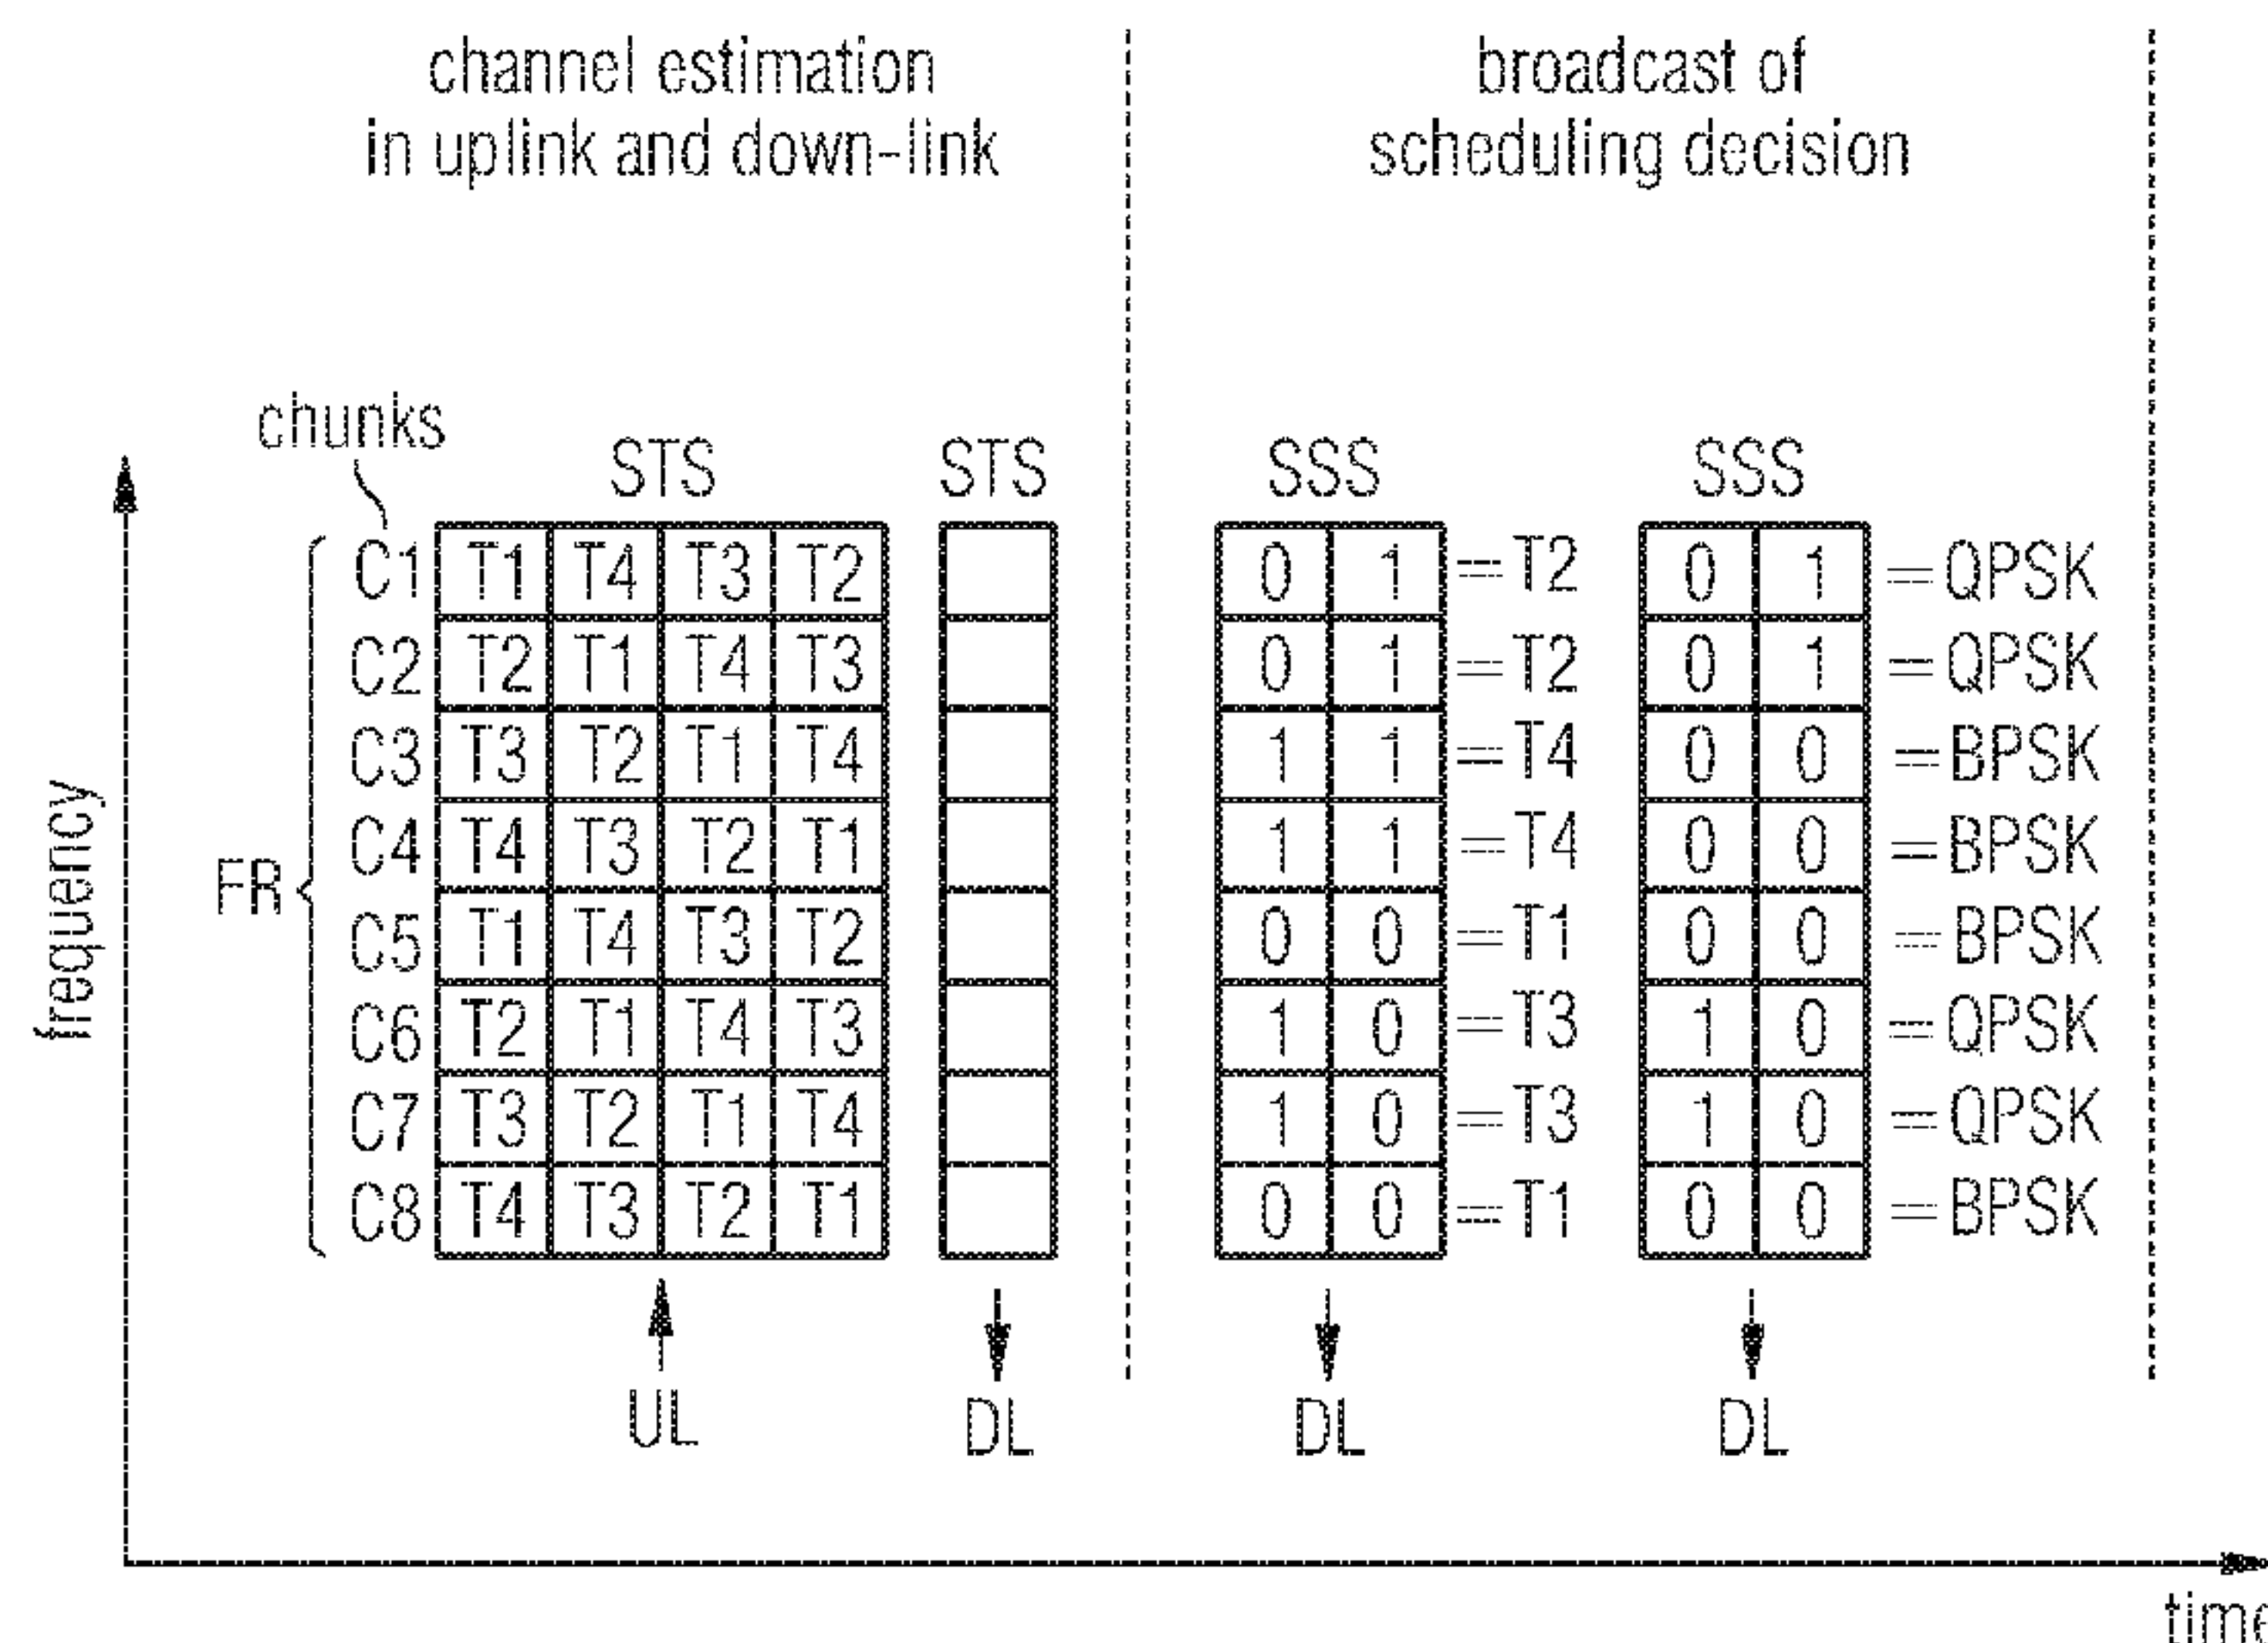 channel estimation
in uplink and down-link
broadcast of
scheduling decision
chunks
STS
STS
SSS
SSS
C1 T1 T4 T3 T2 0 1 =T2 0 1 =QPSK
C2 T2 T1 T4 T3 0 1 =T2 0 1 =QPSK
C3 T3 T2 T1 T4 1 1 =T4 0 0 =BPSK
C4 T4 T3 T2 T1 1 1 =T4 0 0 =BPSK
C5 T1 T4 T3 T2 0 0 =T1 0 0 =BPSK
C6 T2 T1 T4 T3 1 0 =T3 1 0 =QPSK
C7 T3 T2 T1 T4 1 0 =T3 1 0 =QPSK
C8 T4 T3 T2 T1 0 0 =T1 0 0 =BPSK
FR
frequency
UL
DL
DL
DL
time